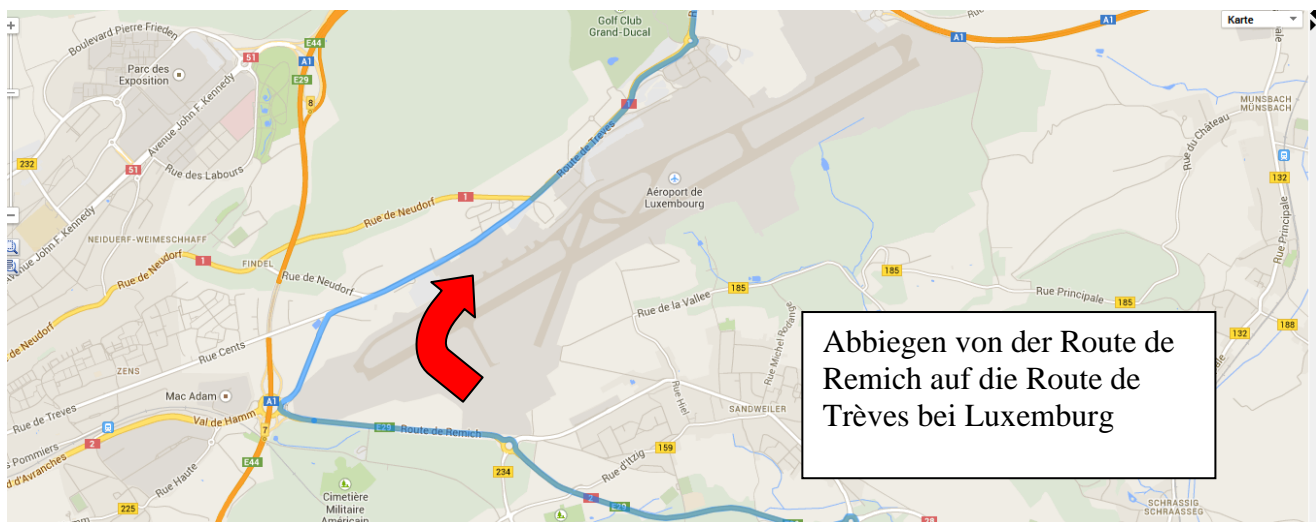 Golf Club
Grand-Ducal
A1
A1
Karte
Boulevard Pierre Frieden
E44
51
A1
E29
Parc des
Exposition
8
1
MUNSBACH
MÜNSBACH
Avenue John F. Kennedy
Route de Trèves
Rue du Château
232
51
Rue des Labours
132
1
Aéroport de
Luxembourg
Rue de Neudorf
NEIDUERF-WEIMESCHHAFF
Avenue John F. Kennedy
1
FINDEL
Rue de Neudorf
Rue de Neudorf
185
Rue Principale
185
Rue Principale
185
Rue de la Vallee
de Neudorf
Rue Cents
Rue Michel Rodange
132
188
ZENS
Abbiegen von der Route de
Remich auf die Route de
Trèves bei Luxemburg
Mac Adam
A1
Rue de Treves
Val de Hamm
7
E29
Route de Remich
Rue Hiel
SANDWEILER
2
Pommiers
d'Avranches
E44
234
159
Rue d'Itzig
Rue Haute
225
Cimetière
Militaire
Américain
2
E29
28
SCHRASSIG
SCHRAASSEG